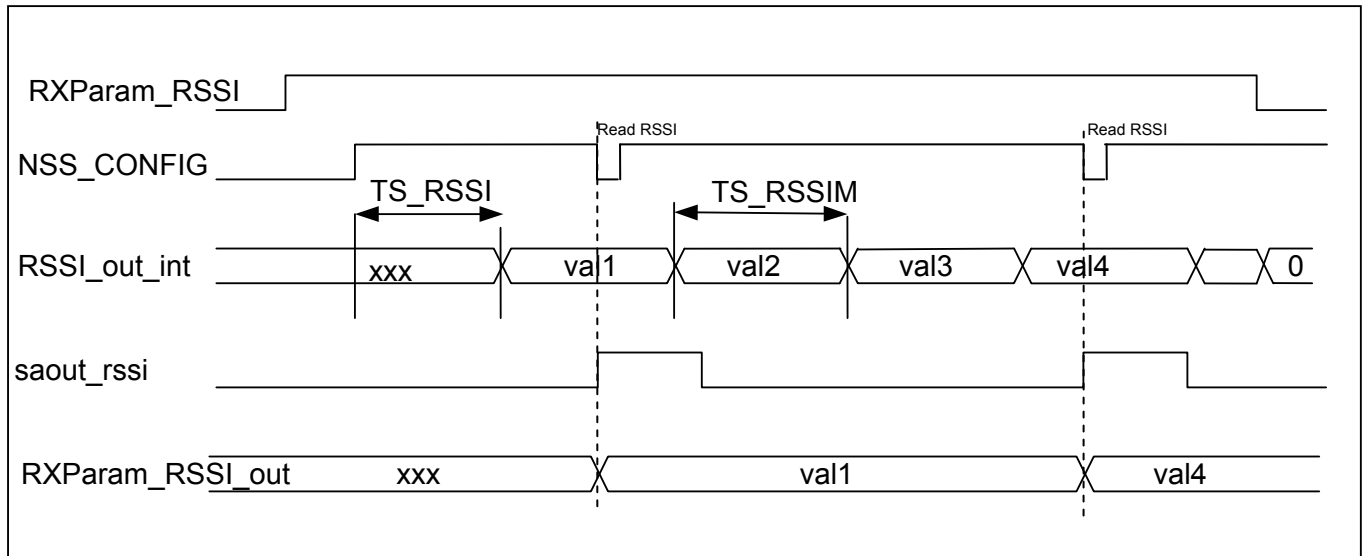 RXParam_RSSI
Read RSSI Read RSSI
NSS_CONFIG
TS_RSSI TS_RSSIM
RSSI_out_int xxx val1 val2 val3 val4 0
saout_rssi
RXParam_RSSI_out xxx val1 val4